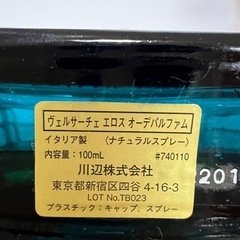 ヴェルサーチェ エロス オーデパルファム
イタリア製 （ナチュラルスプレー）
内容量：100mL #740110
川辺株式会社
東京都新宿区四谷 4-16-3
LOT No.TB023
プラスチック：キャップ、スプレー
201